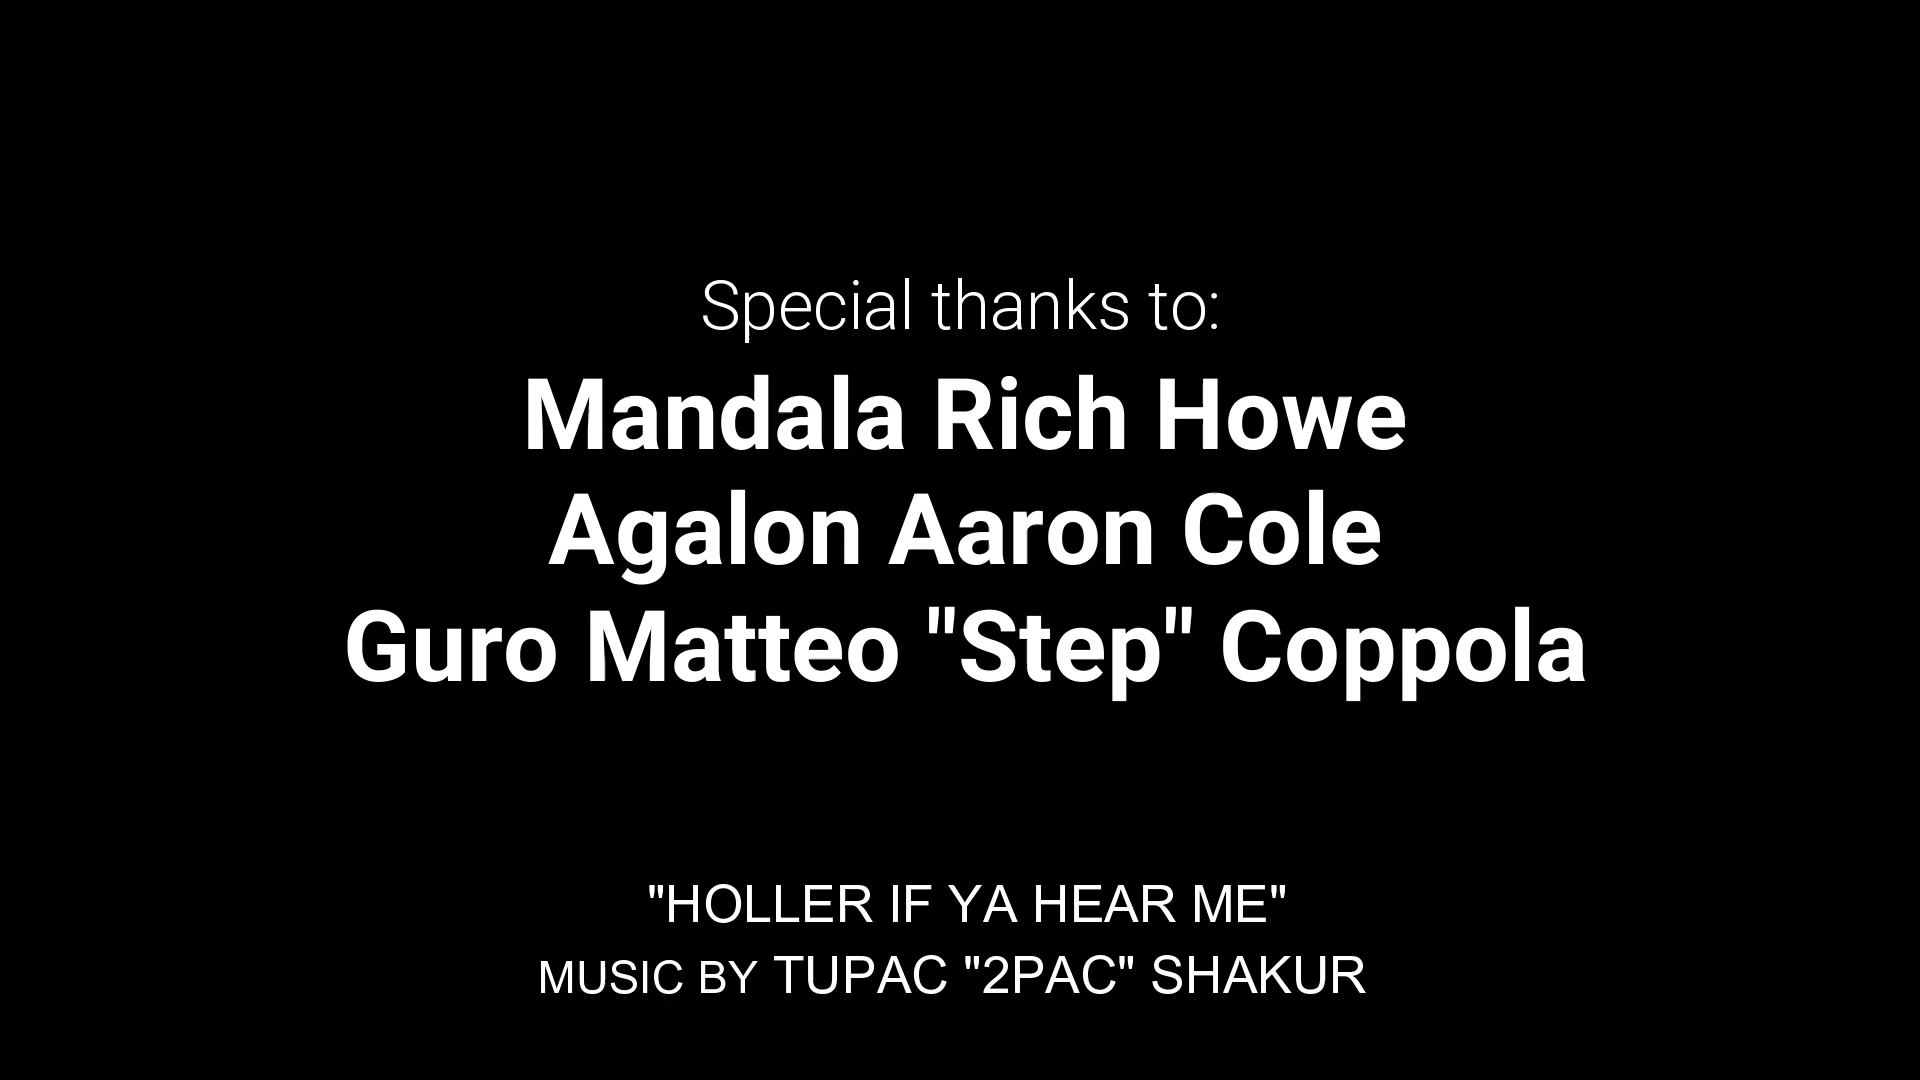 Special thanks to:
Mandala Rich Howe
Agalon Aaron Cole
Guro Matteo "Step" Coppola
"HOLLER IF YA HEAR ME"
MUSIC BY TUPAC "2PAC" SHAKUR